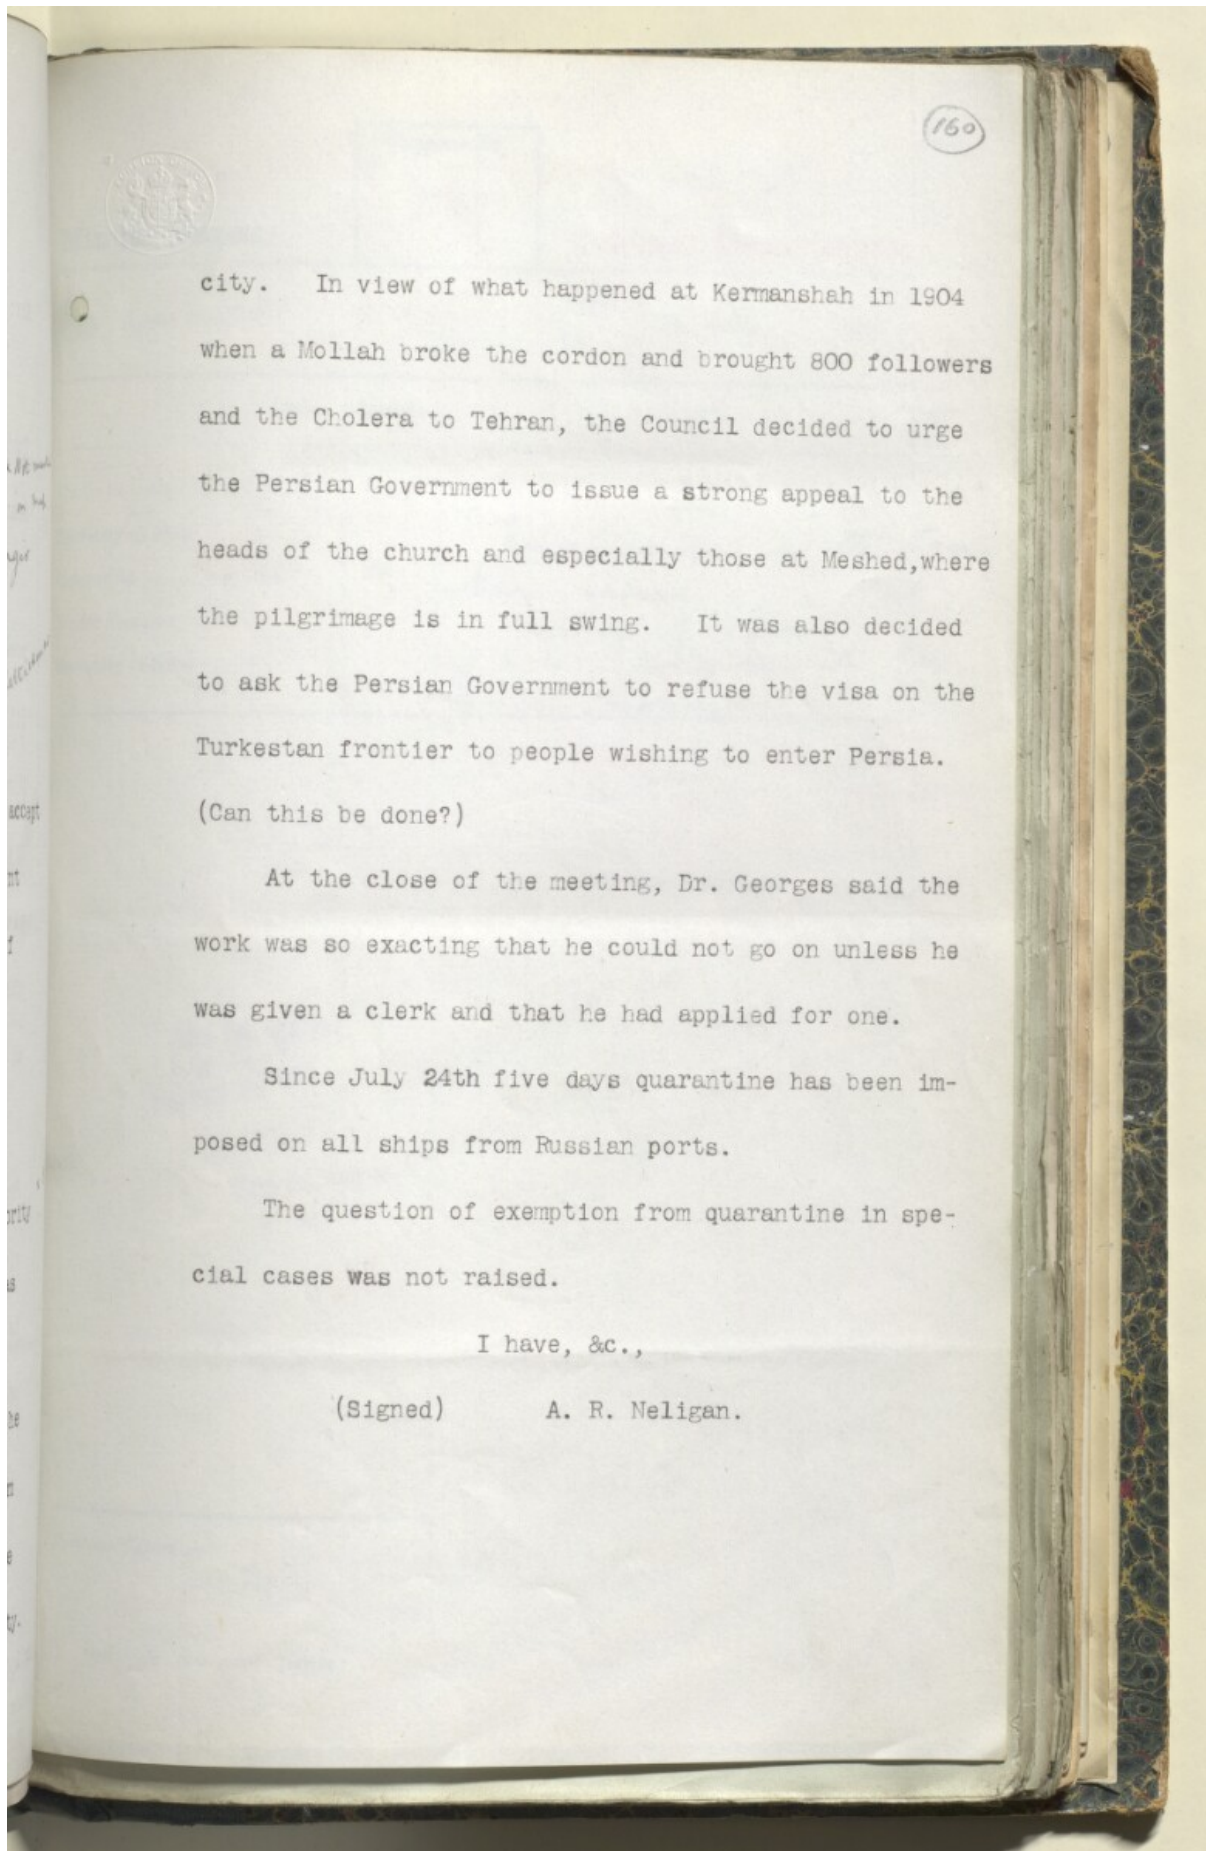 160
city. In view of what happened at Kermanshah in 1904
when a Mollah broke the cordon and brought 800 followers
and the Cholera to Tehran, the Council decided to urge
the Persian Government to issue a strong appeal to the
heads of the church and especially those at Meshed,where
the pilgrimage is in full swing. It was also decided
to ask the Persian Government to refuse the visa on the
Turkestan frontier to people wishing to enter Persia.
(Can this be done?)
At the close of the meeting, Dr. Georges said the
work was so exacting that he could not go on unless he
was given a clerk and that he had applied for one.
Since July 24th five days quarantine has been im-
posed on all ships from Russian ports.
The question of exemption from quarantine in spe-
cial cases was not raised.
I have, &c.,
(Signed) A. R. Neligan.
accept